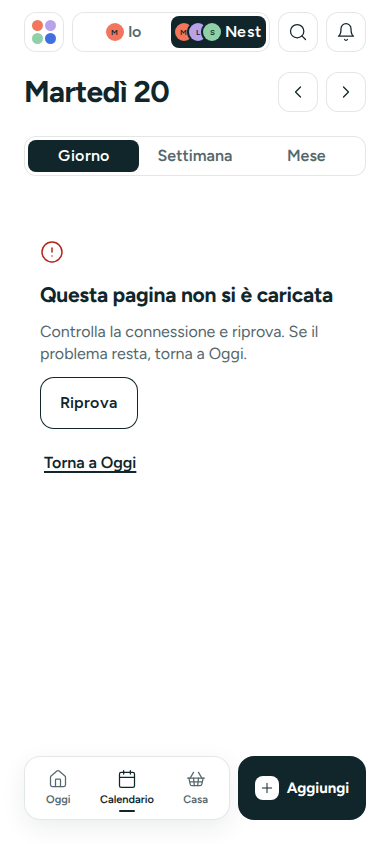 M Io M L S Nest
Martedì 20
Giorno Settimana Mese
Questa pagina non si è caricata
Controlla la connessione e riprova. Se il
problema resta, torna a Oggi.
Riprova
Torna a Oggi
Oggi Calendario Casa Aggiungi